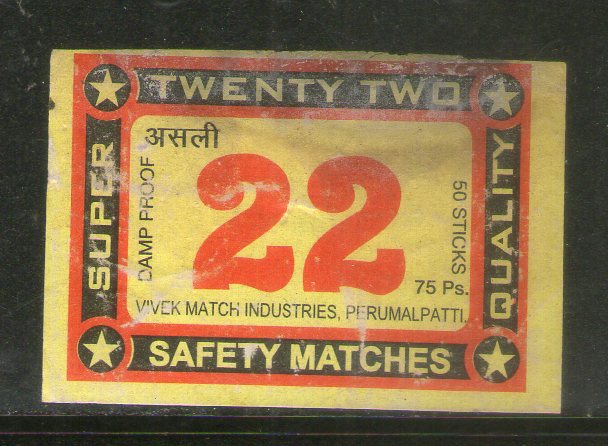 TWENTY TWO
SUPER
असली
DAMP PROOF
22
50 STICKS
75 Ps.
VIVEK MATCH INDUSTRIES, PERUMALPATTI.
QUALITY
SAFETY MATCHES